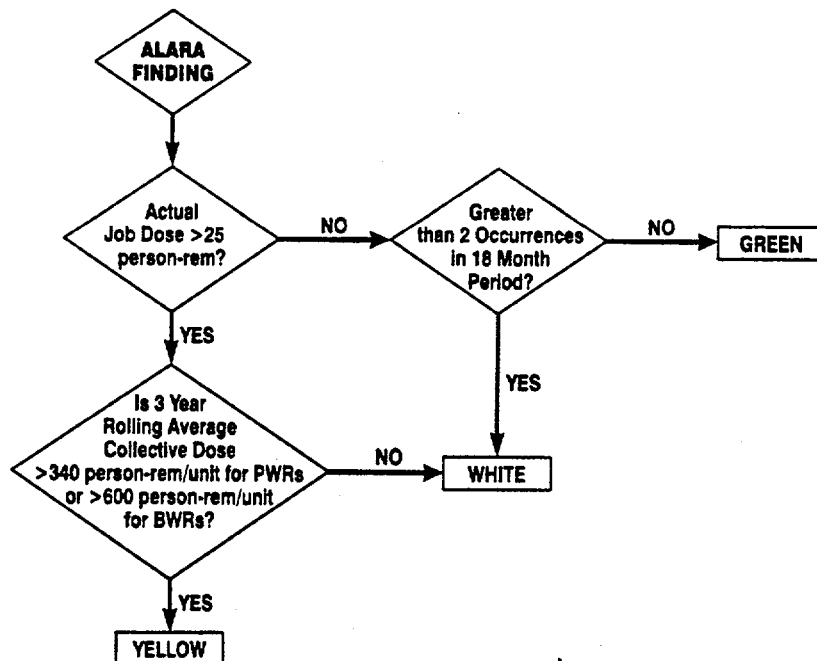 ALARA
FINDING
Actual
Job Dose >25
person-rem?
NO
Greater
than 2 Occurrences
in 18 Month
Period?
NO
GREEN
YES
YES
Is 3 Year
Rolling Average
Collective Dose
>340 person-rem/unit for PWRs
or >600 person-rem/unit
for BWRs?
NO
WHITE
YES
YELLOW